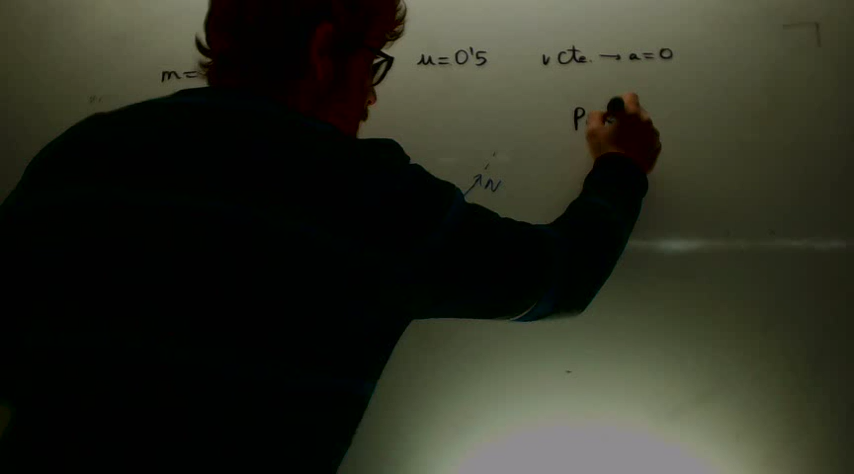 m= μ=0'5 v Cte. → a=0
P
N